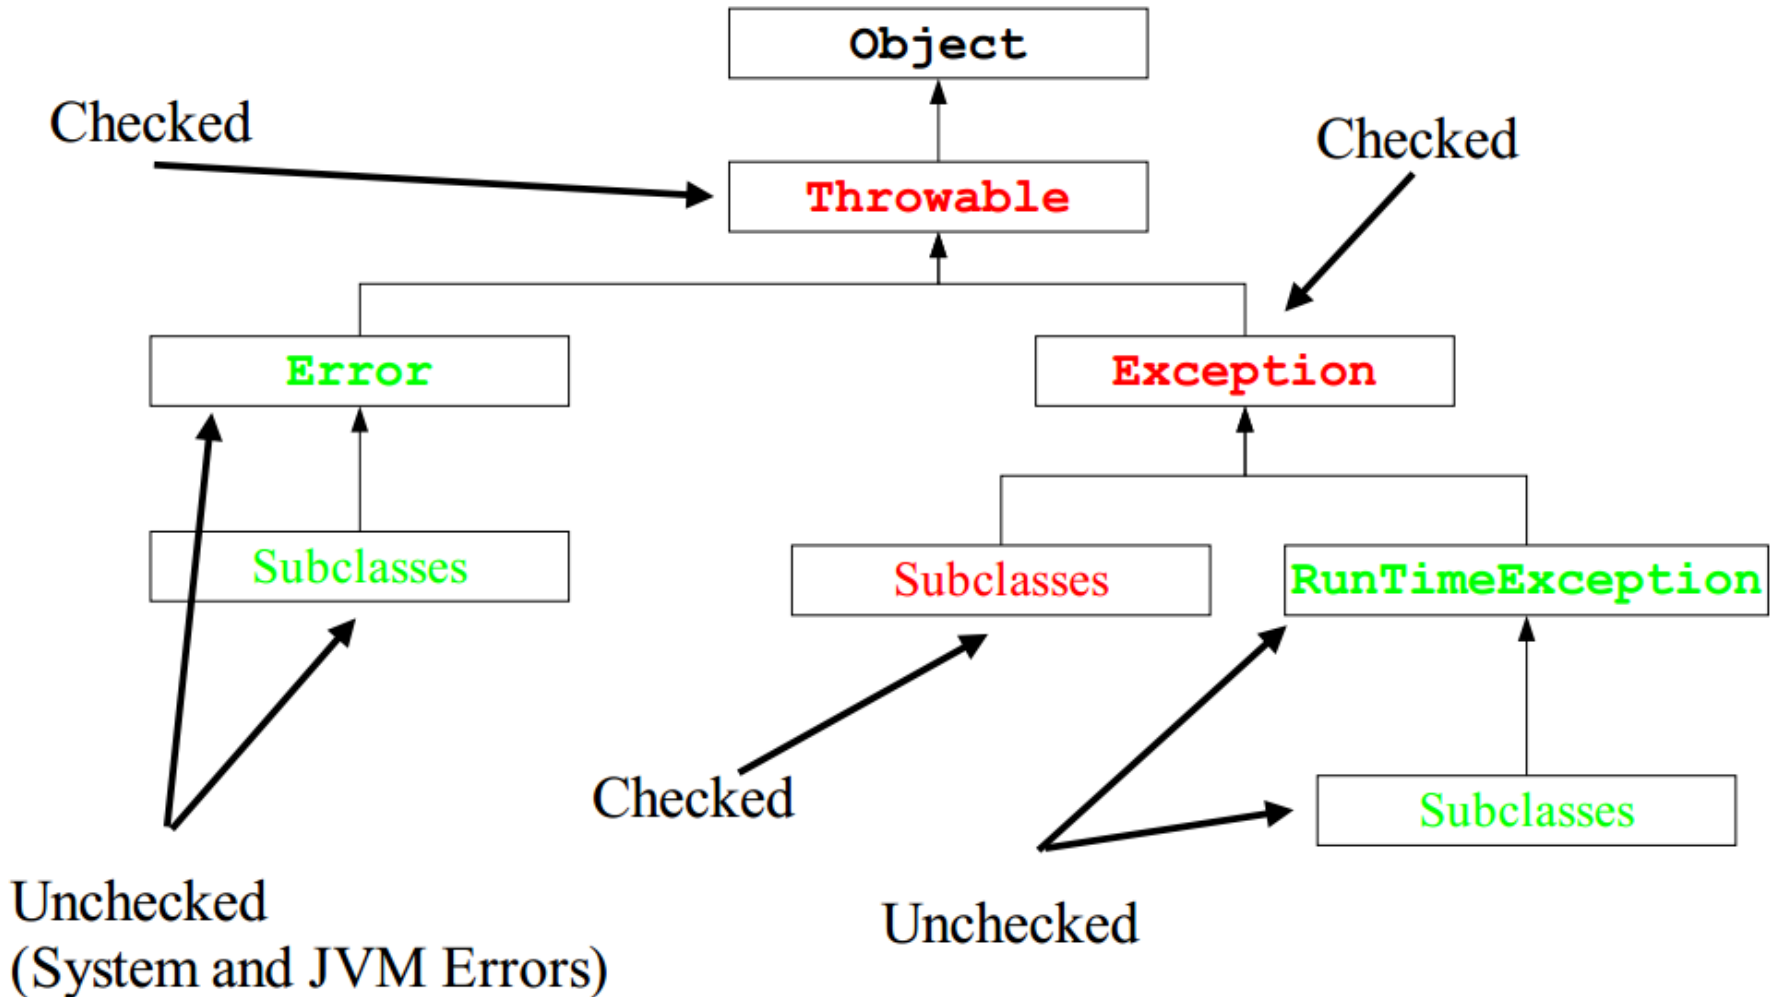 Object
Checked
Checked
Throwable
Error
Exception
Subclasses
Subclasses
RunTimeException
Checked
Subclasses
Unchecked
(System and JVM Errors)
Unchecked